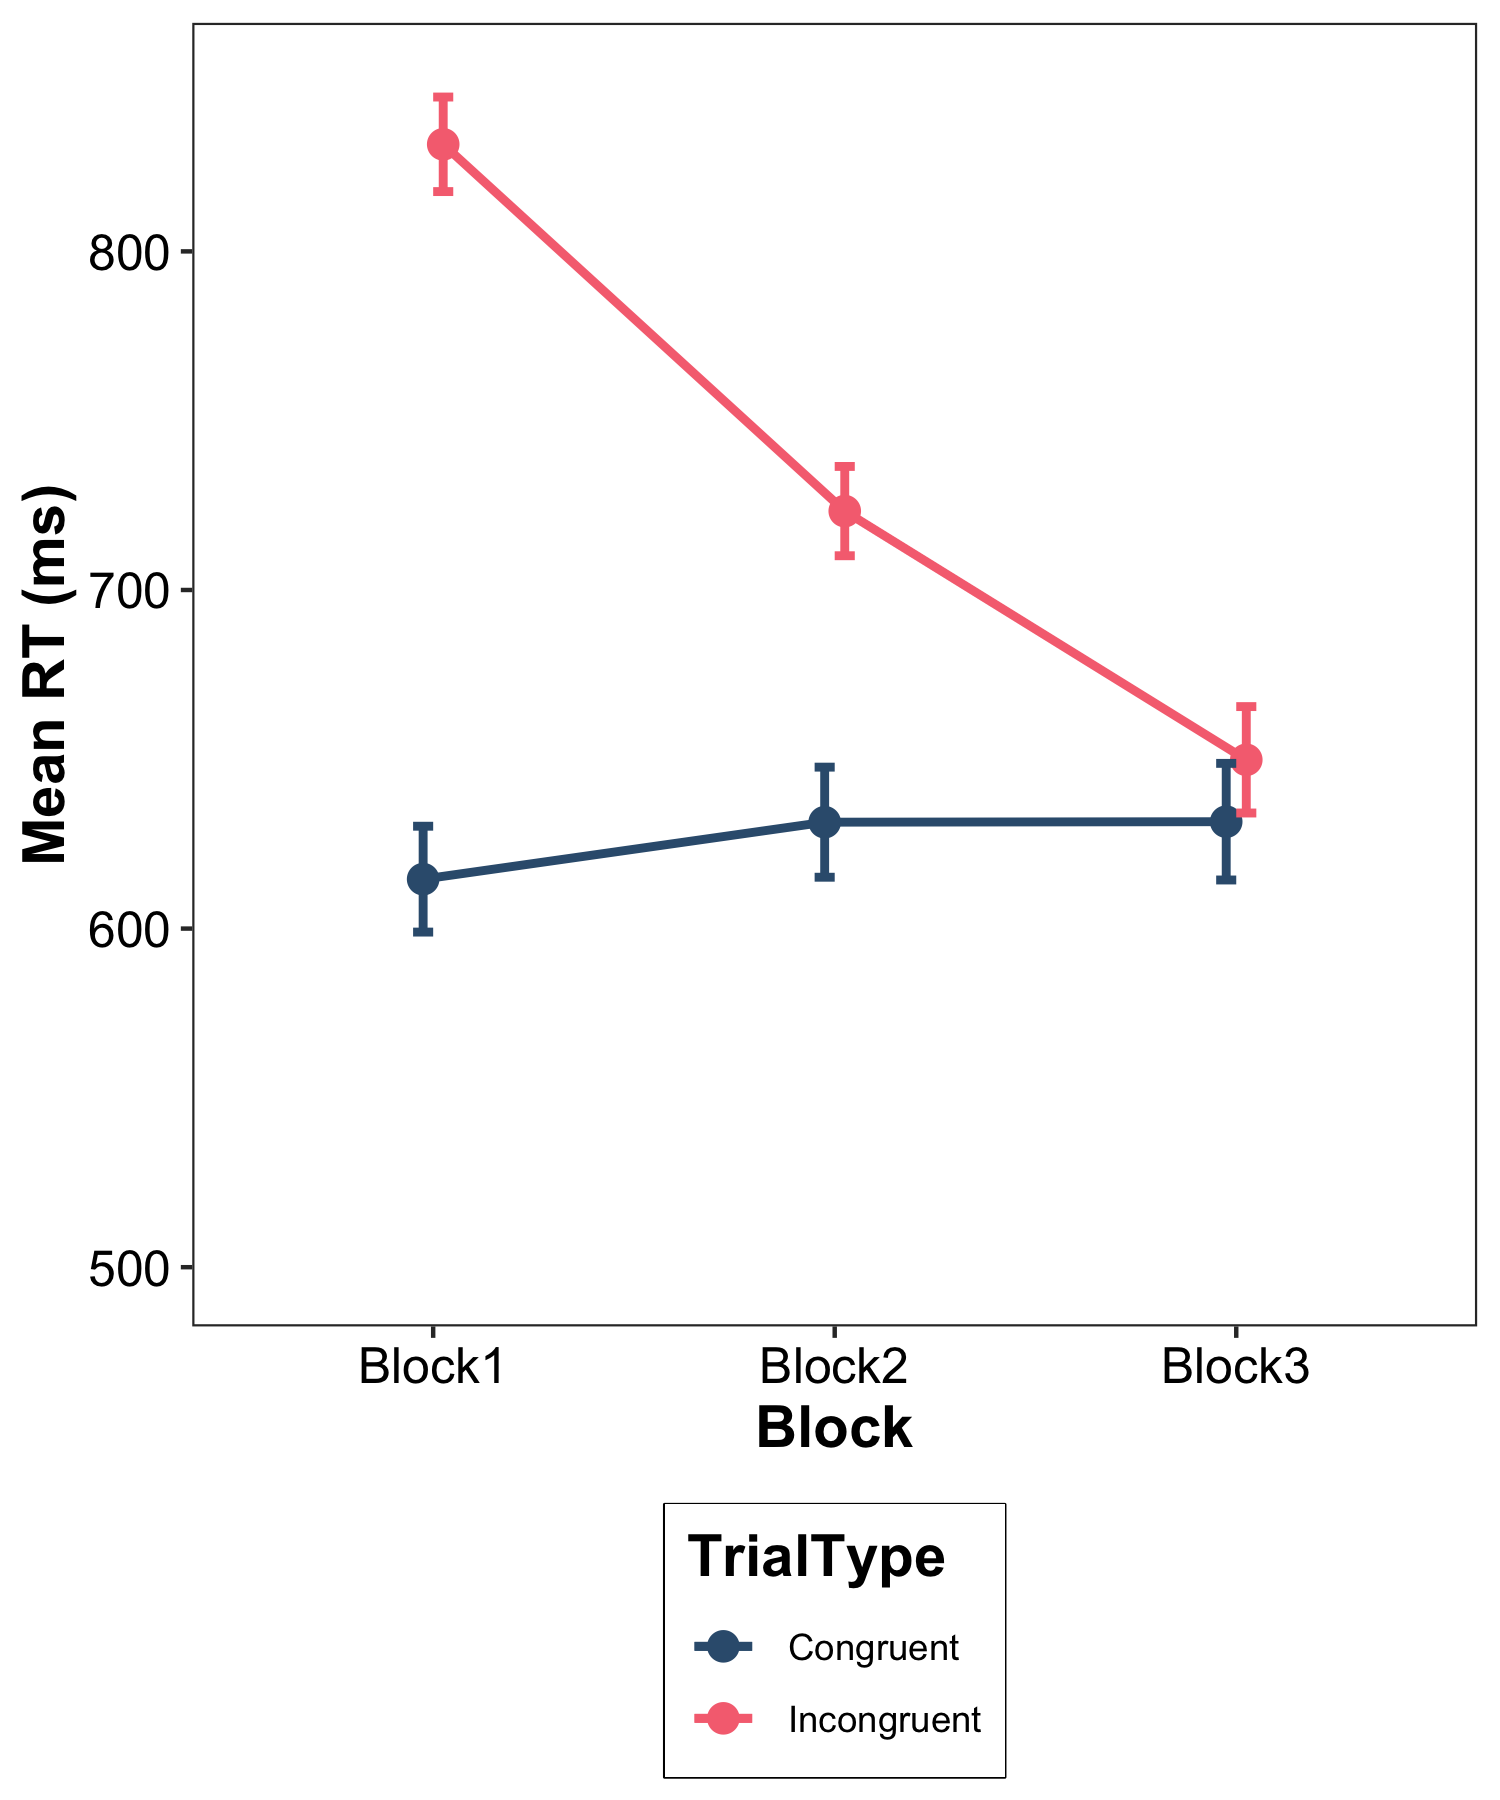 Mean RT (ms)
800
700
600
500
Block1 Block2 Block3
Block
TrialType
Congruent
Incongruent